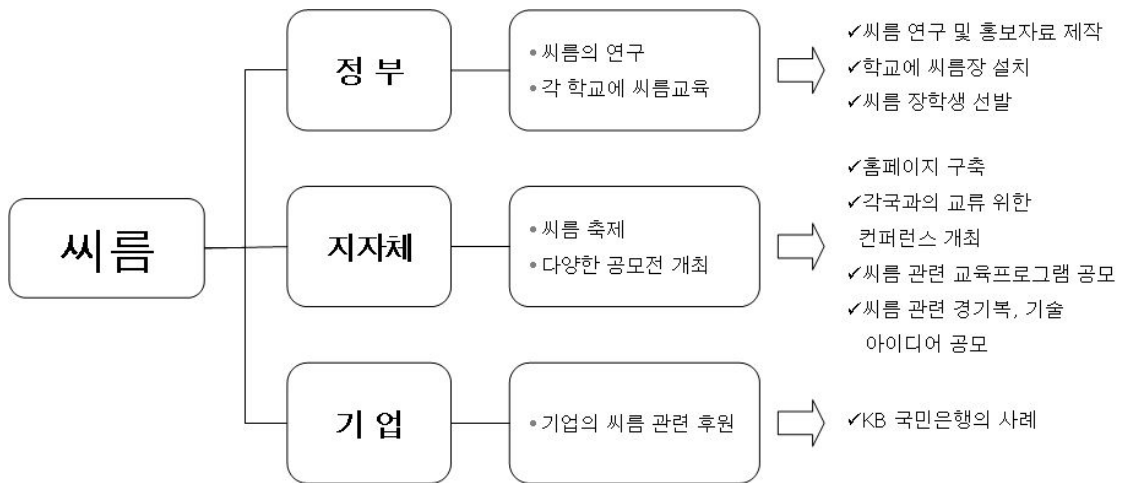 씨름
정 부
• 씨름의 연구
• 각 학교에 씨름교육
✓씨름 연구 및 홍보자료 제작
✓학교에 씨름장 설치
✓씨름 장학생 선발
지자체
• 씨름 축제
• 다양한 공모전 개최
✓홈페이지 구축
✓각국과의 교류 위한
컨퍼런스 개최
✓씨름 관련 교육프로그램 공모
✓씨름 관련 경기복, 기술
아이디어 공모
기 업
• 기업의 씨름 관련 후원
✓KB 국민은행의 사례